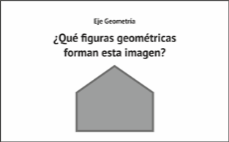 Eje Geometría
¿Qué figuras geométricas
forman esta imagen?